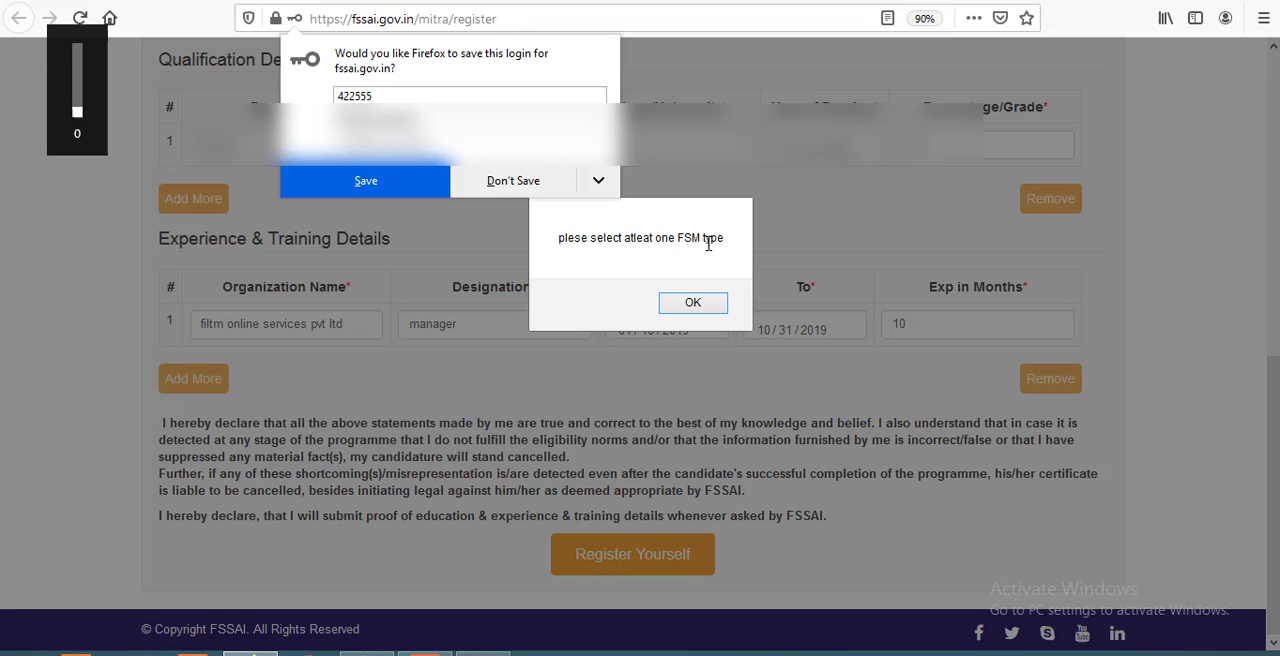 https://fssai.gov.in/mitra/register
90%
Would you like Firefox to save this login for
fssai.gov.in?
422555
Save
Don't Save
0
Qualification De
#
ge/Grade*
1
Add More
Remove
plese select atleat one FSM type
OK
Experience & Training Details
# Organization Name* Designation To* Exp in Months*
1 filtm online services pvt ltd manager 01/10/2019 10/31/2019 10
Add More
Remove
I hereby declare that all the above statements made by me are true and correct to the best of my knowledge and belief. I also understand that in case it is
detected at any stage of the programme that I do not fulfill the eligibility norms and/or that the information furnished by me is incorrect/false or that I have
suppressed any material fact(s), my candidature will stand cancelled.
Further, if any of these shortcoming(s)/misrepresentation is/are detected even after the candidate's successful completion of the programme, his/her certificate
is liable to be cancelled, besides initiating legal against him/her as deemed appropriate by FSSAI.
I hereby declare, that I will submit proof of education & experience & training details whenever asked by FSSAI.
Register Yourself
Activate Windows
Go to PC settings to activate Windows.
© Copyright FSSAI. All Rights Reserved